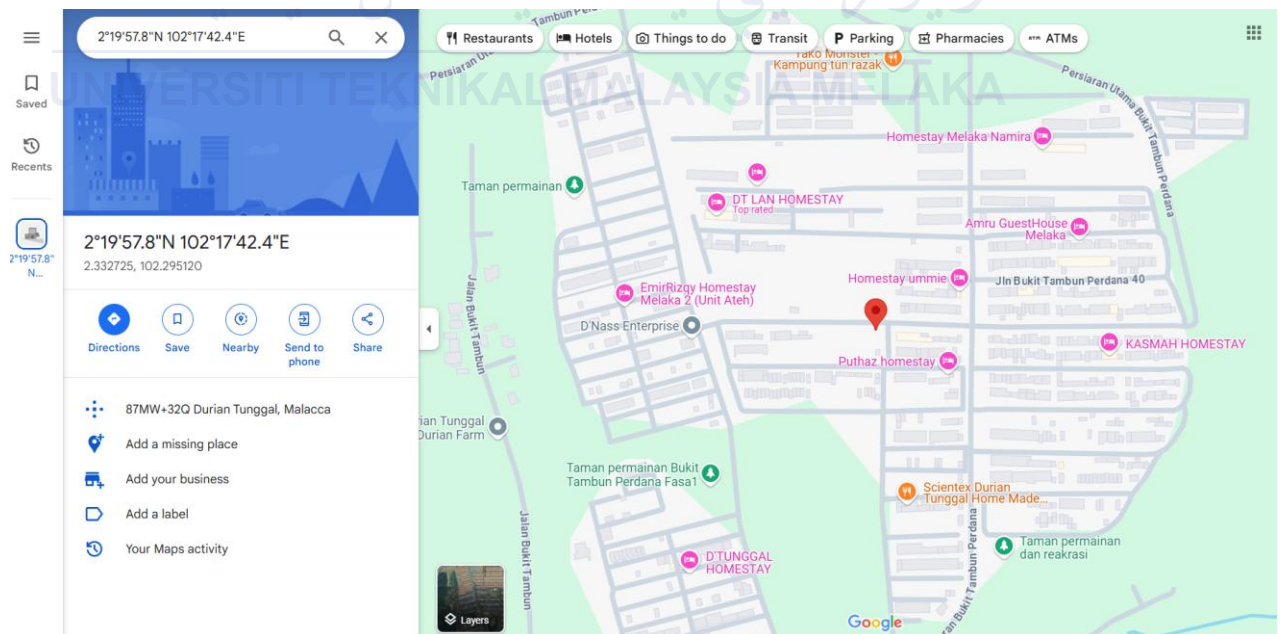 2°19'57.8"N 102°17'42.4"E
Restaurants
Hotels
Things to do
Transit
Parking
Pharmacies
ATMs
Saved
Recents
2°19'57.8"
N...
UNIVERSITI TEKNIKAL MALAYSIA MELAKA
2°19'57.8"N 102°17'42.4"E
2.332725, 102.295120
Directions
Save
Nearby
Send to
phone
Share
87MW+32Q Durian Tunggal, Malacca
Add a missing place
Add your business
Add a label
Your Maps activity
Kampung tun razak
Persiaran Utama Bukit Tambun Perdana
Homestay Melaka Namira
Taman permainan
DT LAN HOMESTAY
Top rated
Amru GuestHouse
Melaka
Homestay ummie
Jln Bukit Tambun Perdana 40
EmirRizqy Homestay
Melaka 2 (Unit Ateh)
D'Nass Enterprise
Jalan Bukit Tambun
Puthaz homestay
KASMAH HOMESTAY
ian Tunggal
Durian Farm
Taman permainan Bukit
Tambun Perdana Fasa1
Scientex Durian
Tunggal Home Made...
Jalan Bukit Tambun
Taman permainan
dan reakrasi
D'TUNGGAL
HOMESTAY
ran Bukit Tambun Perdana
Layers
Google